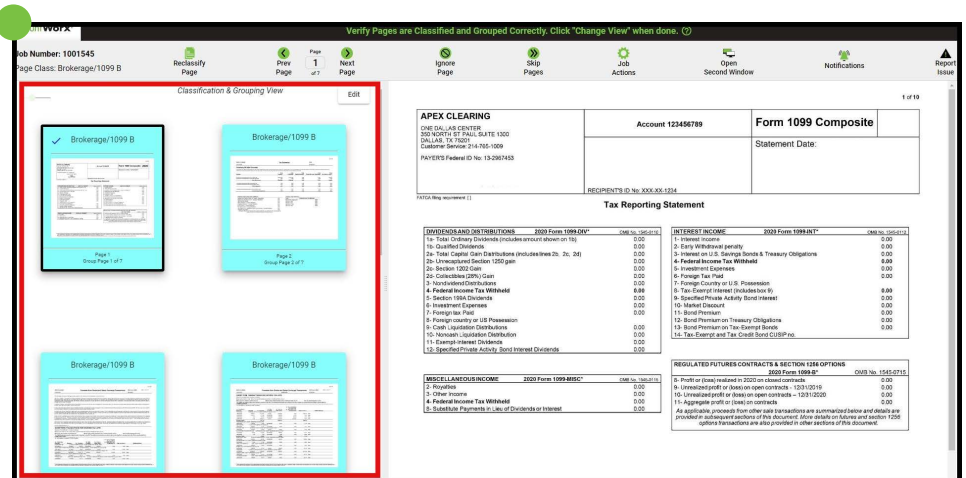 Verify Pages are Classified and Grouped Correctly. Click "Change View" when done.
Job Number: 1001545
Page Class: Brokerage/1099 B
Reclassify Page
Prev Page
Page 1 of 7
Next Page
Ignore Page
Skip Pages
Job Actions
Open Second Window
Notifications
Report Issue
Classification & Grouping View
Edit
Brokerage/1099 B
Page 1
Group Page 1 of 7
Brokerage/1099 B
Page 2
Group Page 2 of 7
Brokerage/1099 B
Brokerage/1099 B
1 of 10
APEX CLEARING
ONE DALLAS CENTER
350 NORTH ST PAUL, SUITE 1300
DALLAS, TX 75201
Customer Service: 214-765-1009
PAYER'S Federal ID No: 13-2967453
Account 123456789
Form 1099 Composite
Statement Date:
RECIPIENT'S ID No: XXX-XX-1234
FATCA filing requirement [ ]
Tax Reporting Statement
DIVIDENDS AND DISTRIBUTIONS 2020 Form 1099-DIV* OMB No. 1545-0110
1a- Total Ordinary Dividends (includes amount shown on 1b) 0.00
1b- Qualified Dividends 0.00
2a- Total Capital Gain Distributions (includes lines 2b, 2c, 2d) 0.00
2b- Unrecaptured Section 1250 gain 0.00
2c- Section 1202 Gain 0.00
2d- Collectibles (28%) Gain 0.00
3- Nondividend Distributions 0.00
4- Federal Income Tax Withheld 0.00
5- Section 199A Dividends 0.00
6- Investment Expenses 0.00
7- Foreign tax Paid 0.00
8- Foreign country or US Possession
9- Cash Liquidation Distributions 0.00
10- Noncash Liquidation Distribution 0.00
11- Exempt-Interest Dividends 0.00
12- Specified Private Activity Bond Interest Dividends 0.00
MISCELLANEOUS INCOME 2020 Form 1099-MISC* OMB No. 1545-0115
2- Royalties 0.00
3- Other Income 0.00
4- Federal Income Tax Withheld 0.00
8- Substitute Payments in Lieu of Dividends or Interest 0.00
INTEREST INCOME 2020 Form 1099-INT* OMB No. 1545-0112
1- Interest Income 0.00
2- Early Withdrawal penalty 0.00
3- Interest on U.S. Savings Bonds & Treasury Obligations 0.00
4- Federal Income Tax Withheld 0.00
5- Investment Expenses 0.00
6- Foreign Tax Paid 0.00
7- Foreign Country or U.S. Possession
8- Tax-Exempt Interest (includes box 9) 0.00
9- Specified Private Activity Bond Interest 0.00
10- Market Discount 0.00
11- Bond Premium 0.00
12- Bond Premium on Treasury Obligations 0.00
13- Bond Premium on Tax-Exempt Bonds 0.00
14- Tax-Exempt and Tax Credit Bond CUSIP no.
REGULATED FUTURES CONTRACTS & SECTION 1256 OPTIONS
2020 Form 1099-B* OMB No. 1545-0715
8- Profit or (loss) realized in 2020 on closed contracts 0.00
9- Unrealized profit or (loss) on open contracts - 12/31/2019 0.00
10- Unrealized profit or (loss) on open contracts – 12/31/2020 0.00
11- Aggregate profit or (loss) on contracts 0.00
As applicable, proceeds from other sale transactions are summarized below and details are
provided in subsequent sections of this document. More details on futures and section 1256
options transactions are also provided in other sections of this document.